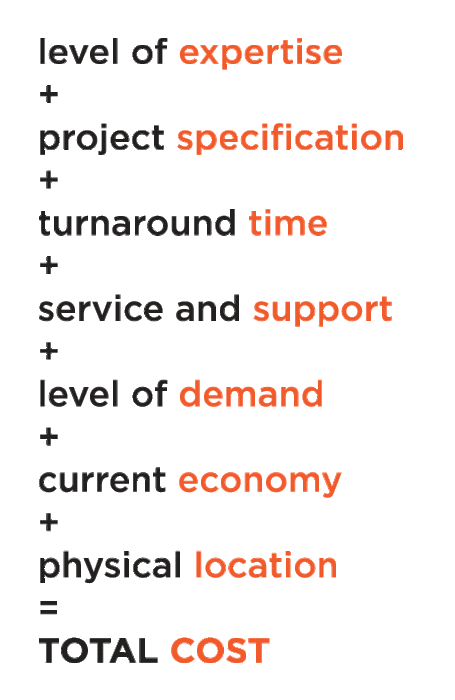 level of expertise
+
project specification
+
turnaround time
+
service and support
+
level of demand
+
current economy
+
physical location
=
TOTAL COST